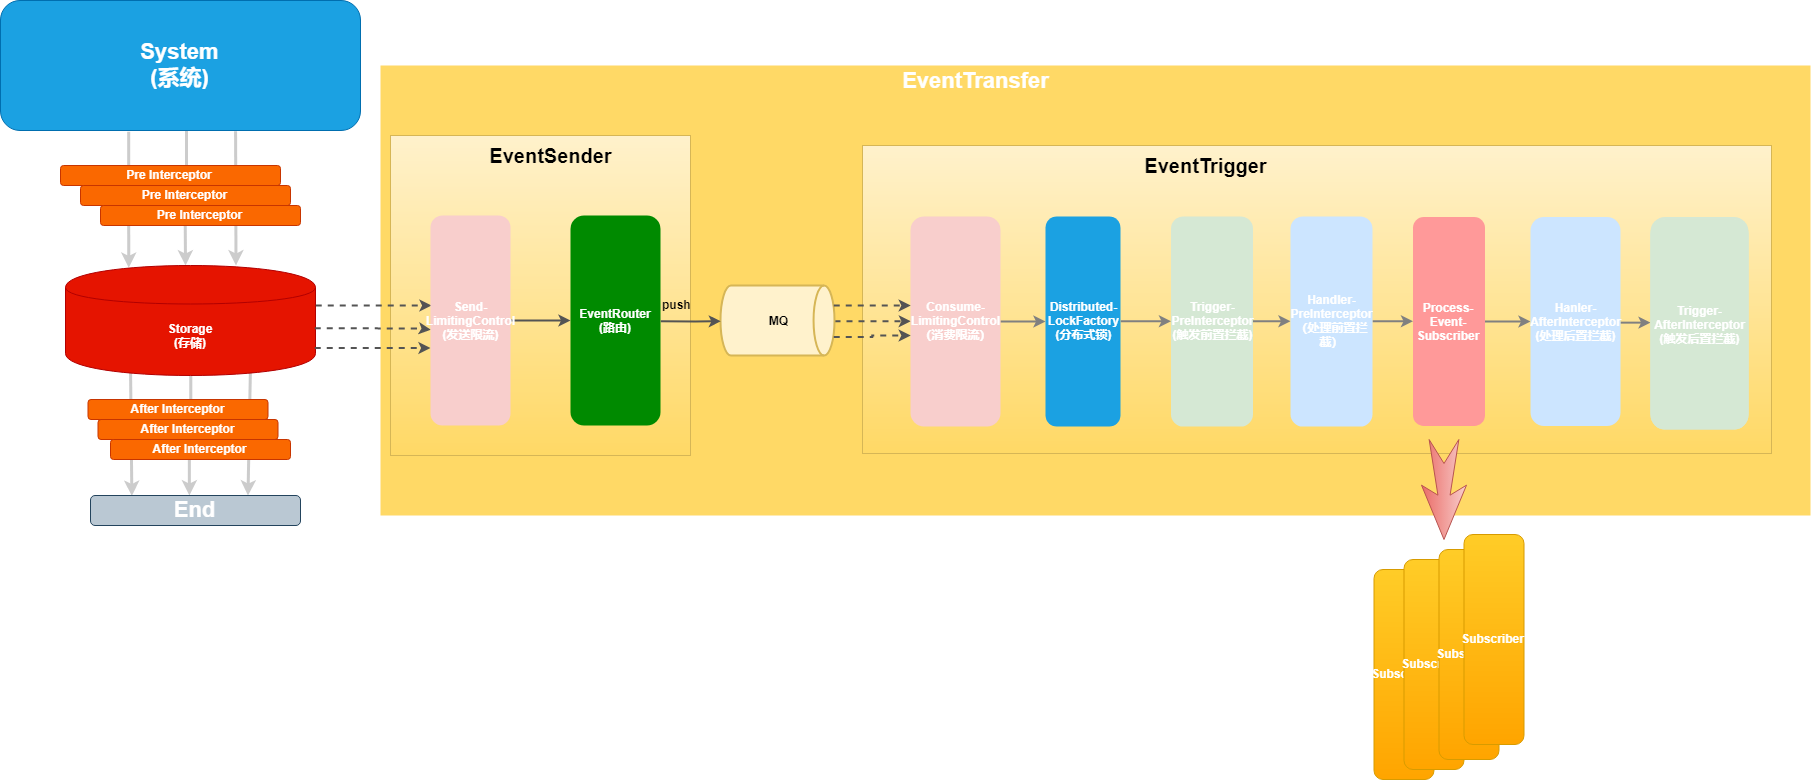 System
(系统)
EventTransfer
EventSender
EventTrigger
Pre Interceptor
Pre Interceptor
Pre Interceptor
Storage
(存储)
After Interceptor
After Interceptor
After Interceptor
End
Send-
LimitingControl
(发送限流)
EventRouter
(路由)
push
MQ
Consume-
LimitingControl
(消费限流)
Distributed-
LockFactory
(分布式锁)
Trigger-
PreInterceptor
(触发前置拦截)
Handler-
PreInterceptor
(处理前置拦
截)
Process-
Event-
Subscriber
Hanler-
AfterInterceptor
(处理后置拦截)
Trigger-
AfterInterceptor
(触发后置拦截)
Subscriber
Subs
Subsc
Subsc